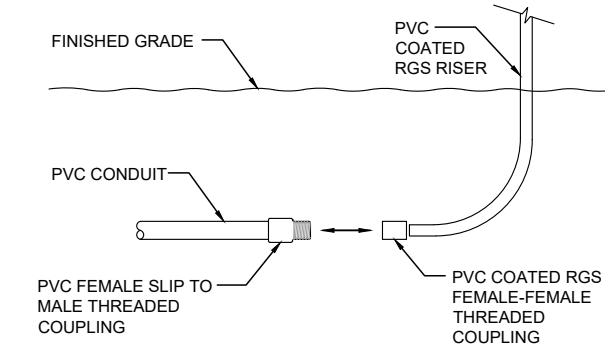 FINISHED GRADE
PVC
COATED
RGS RISER
PVC CONDUIT
PVC FEMALE SLIP TO
MALE THREADED
COUPLING
PVC COATED RGS
FEMALE-FEMALE
THREADED
COUPLING